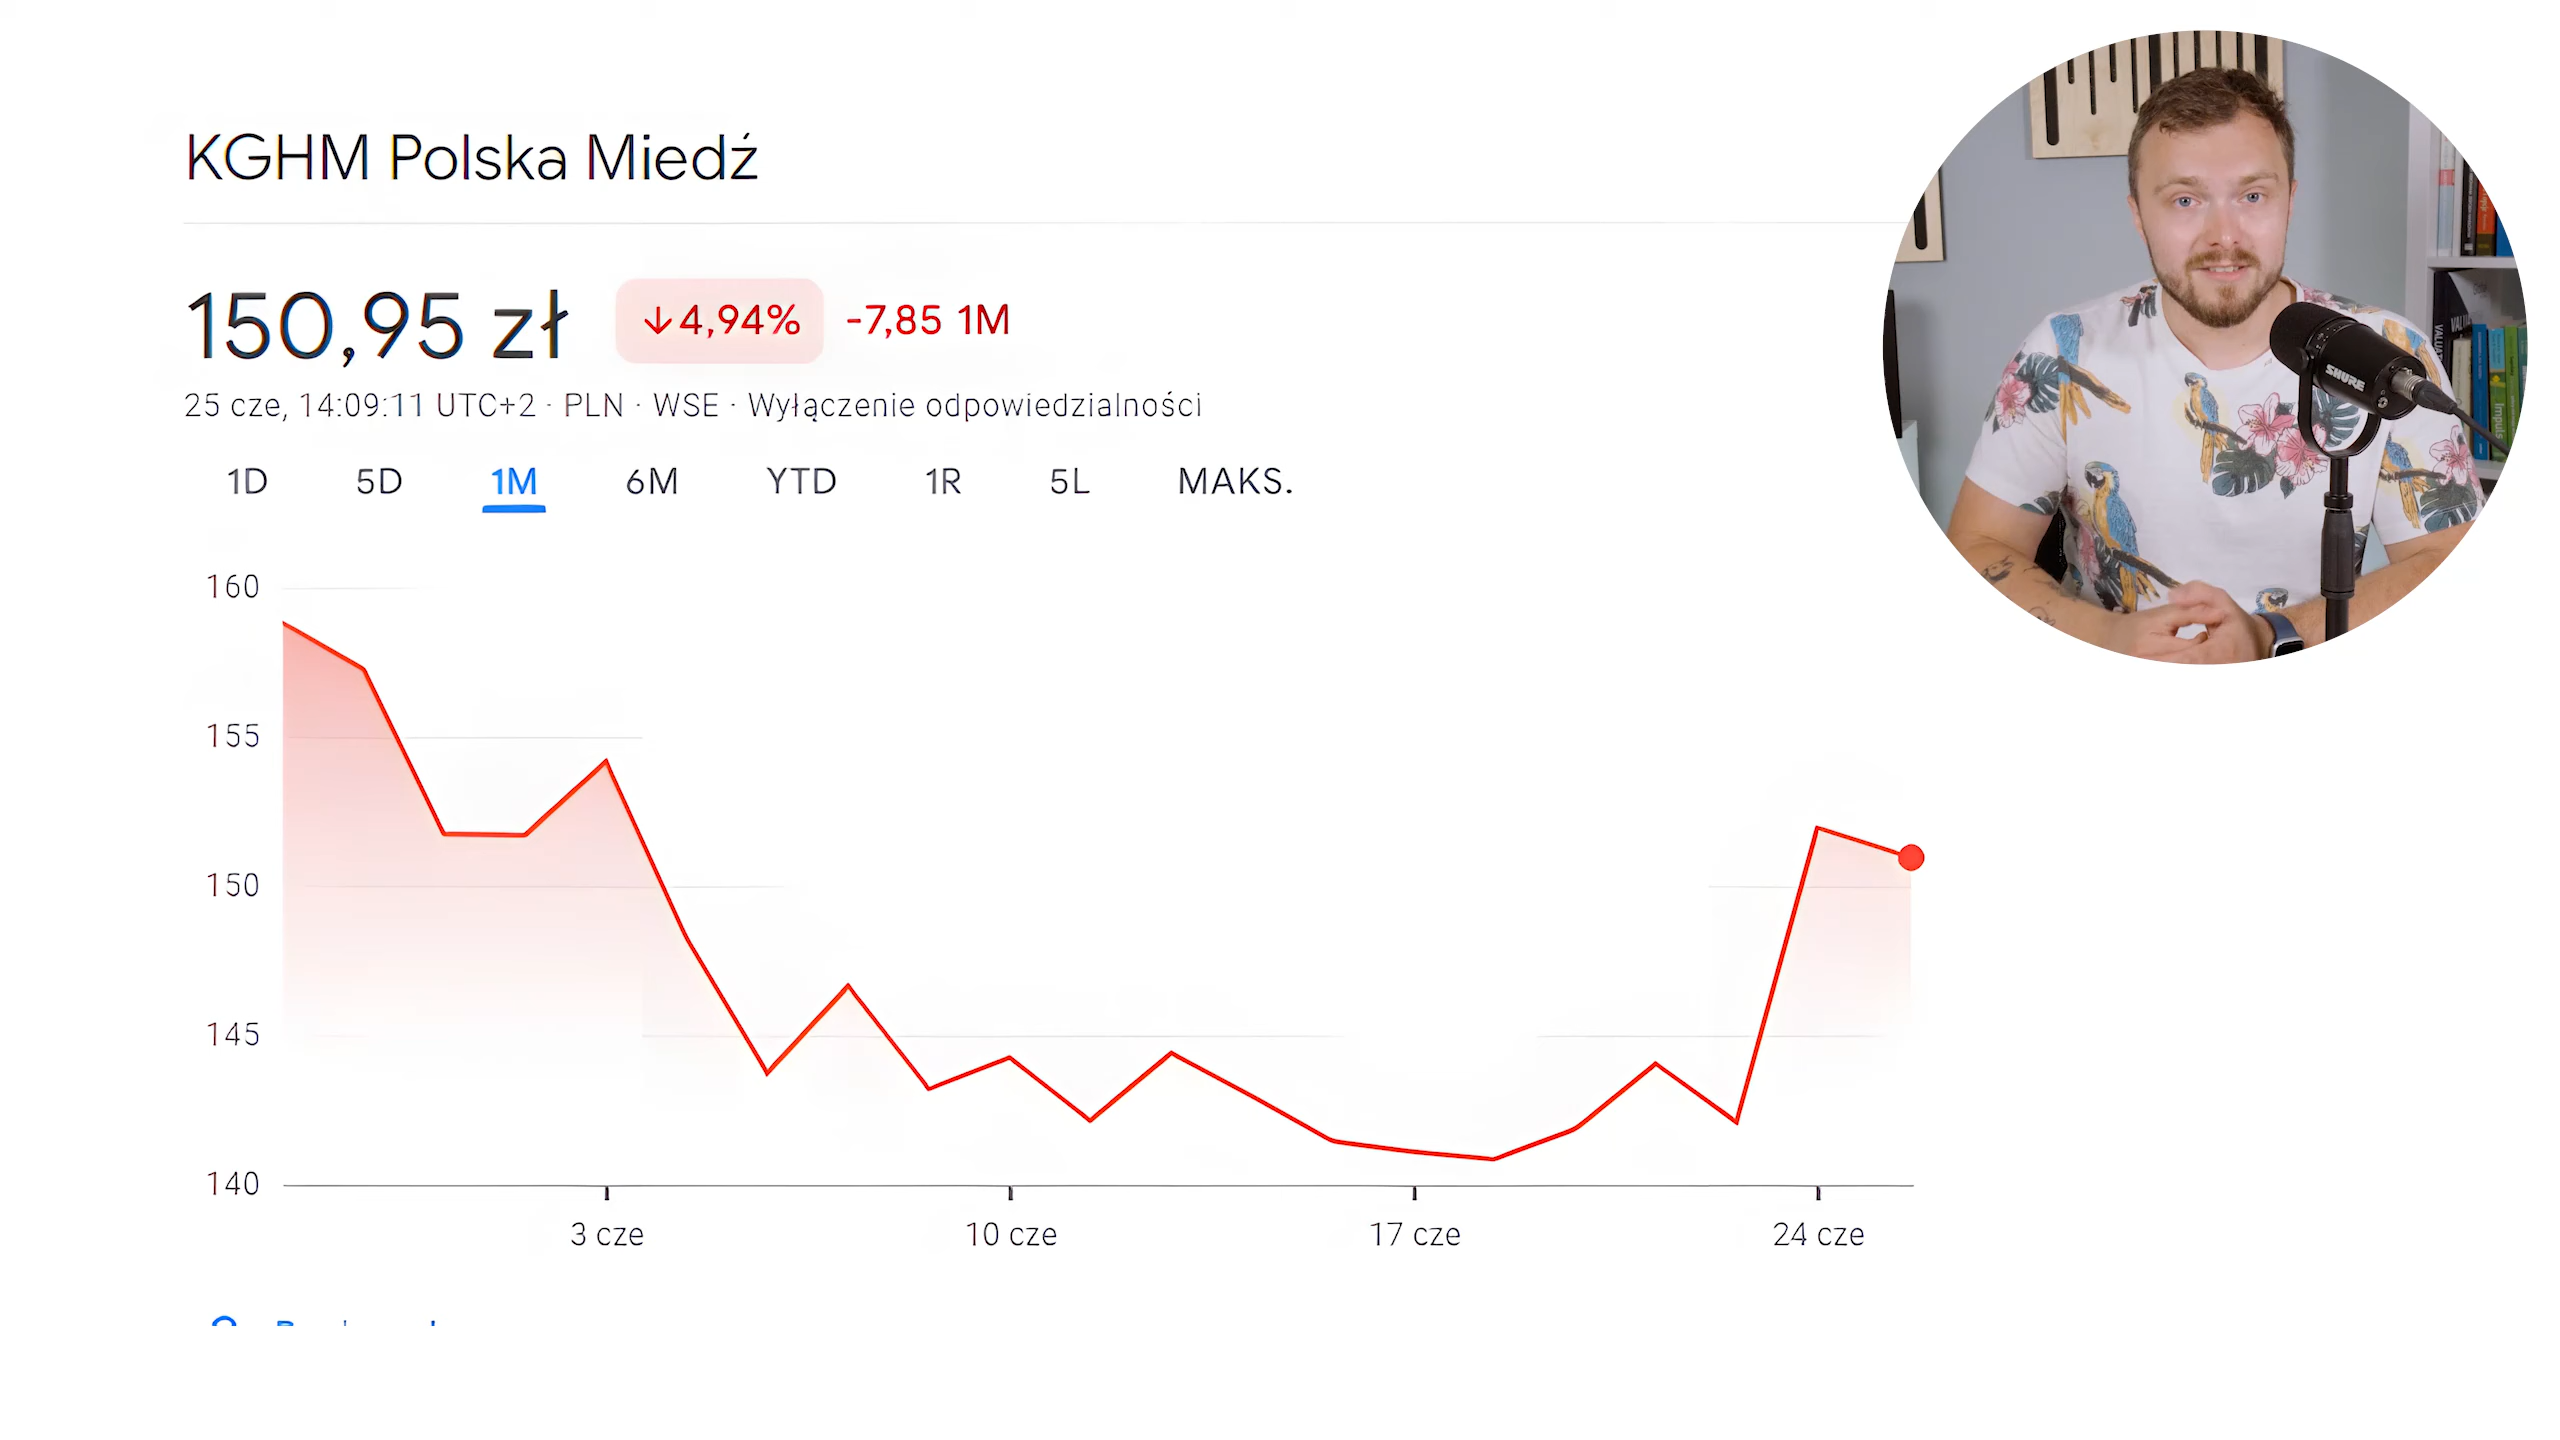 KGHM Polska Miedź
150,95 zł ↓4,94% -7,85 1M
25 cze, 14:09:11 UTC+2 · PLN · WSE · Wyłączenie odpowiedzialności
1D 5D 1M 6M YTD 1R 5L MAKS.
160
155
150
145
140
3 cze 10 cze 17 cze 24 cze
SHURE
Impuls